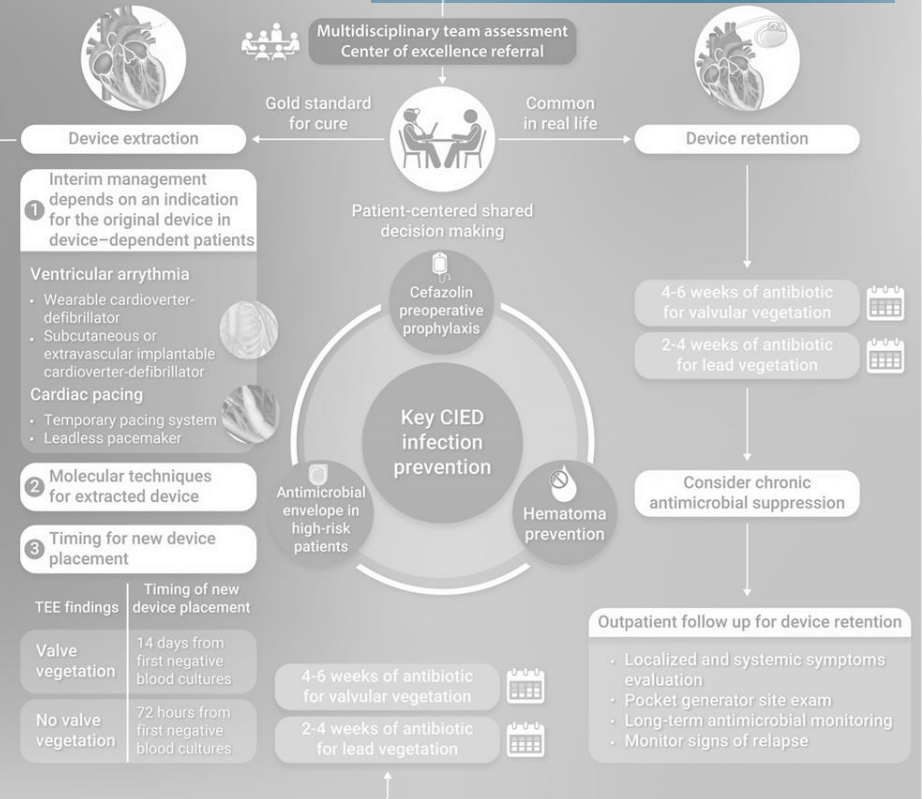 Multidisciplinary team assessment
Center of excellence referral
Gold standard
for cure
Common
in real life
Device extraction
Device retention
Patient-centered shared
decision making
1
Interim management
depends on an indication
for the original device in
device–dependent patients
Ventricular arrythmia
• Wearable cardioverter-
defibrillator
• Subcutaneous or
extravascular implantable
cardioverter-defibrillator
Cardiac pacing
• Temporary pacing system
• Leadless pacemaker
2
Molecular techniques
for extracted device
3
Timing for new device
placement
TEE findings
Timing of new
device placement
Valve
vegetation
14 days from
first negative
blood cultures
No valve
vegetation
72 hours from
first negative
blood cultures
Cefazolin
preoperative
prophylaxis
Key CIED
infection
prevention
Antimicrobial
envelope in
high-risk
patients
Hematoma
prevention
4-6 weeks of antibiotic
for valvular vegetation
2-4 weeks of antibiotic
for lead vegetation
4-6 weeks of antibiotic
for valvular vegetation
2-4 weeks of antibiotic
for lead vegetation
Consider chronic
antimicrobial suppression
Outpatient follow up for device retention
• Localized and systemic symptoms
evaluation
• Pocket generator site exam
• Long-term antimicrobial monitoring
• Monitor signs of relapse